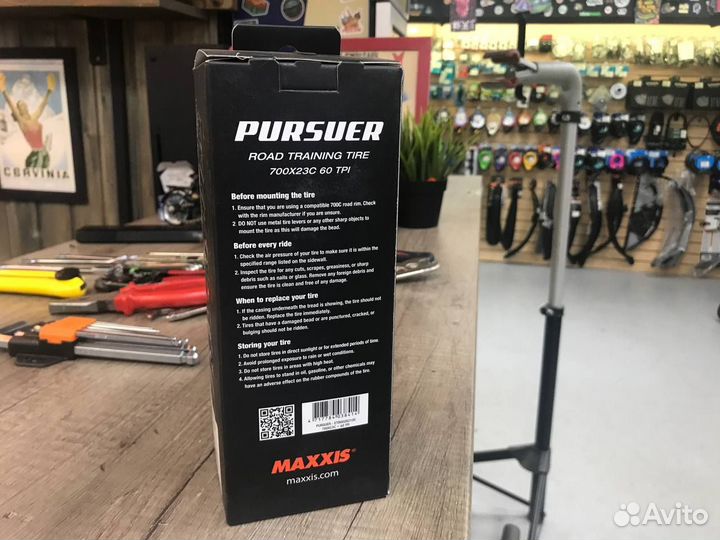 PURSUER
ROAD TRAINING TIRE
700X23C 60 TPI
Before mounting the tire
1. Ensure that you are using a compatible 700C road rim. Check
with the rim manufacturer if you are unsure.
2. DO NOT use metal tire levers or any other sharp objects to
mount the tire as this will damage the bead.
Before every ride
1. Check the air pressure of your tire to make sure it is within the
specified range listed on the sidewall.
2. Inspect the tire for any cuts, scrapes, greasiness, or sharp
debris such as nails or glass. Remove any foreign debris and
ensure the tire is clean and free of any damage.
When to replace your tire
1. If the casing underneath the tread is showing, the tire should not
be ridden. Replace the tire immediately.
2. Tires that have a damaged bead or are punctured, cracked, or
bulging should not be ridden.
Storing your tire
1. Do not store tires in direct sunlight or for extended periods of time.
2. Avoid prolonged exposure to rain or wet conditions.
3. Do not store tires in areas with high heat.
4. Allowing tires to stand in oil, gasoline, or other chemicals may
have an adverse effect on the rubber compounds of the tire.
4 717784 038414
MAXXIS®
maxxis.com
CERVINIA
Avito